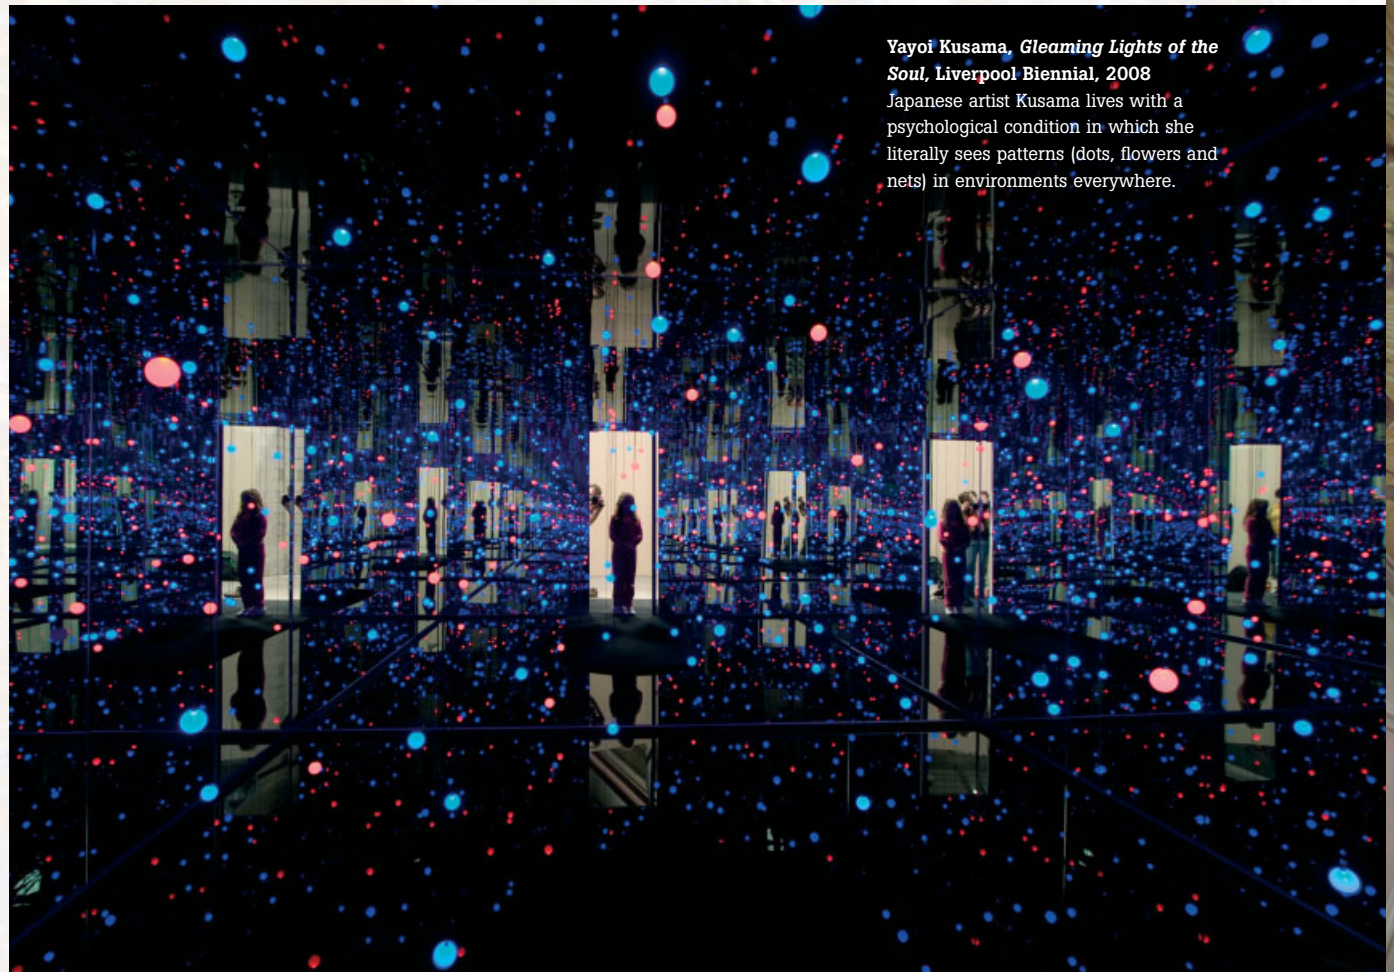 Yayoi Kusama, Gleaming Lights of the
Soul, Liverpool Biennial, 2008
Japanese artist Kusama lives with a
psychological condition in which she
literally sees patterns (dots, flowers and
nets) in environments everywhere.